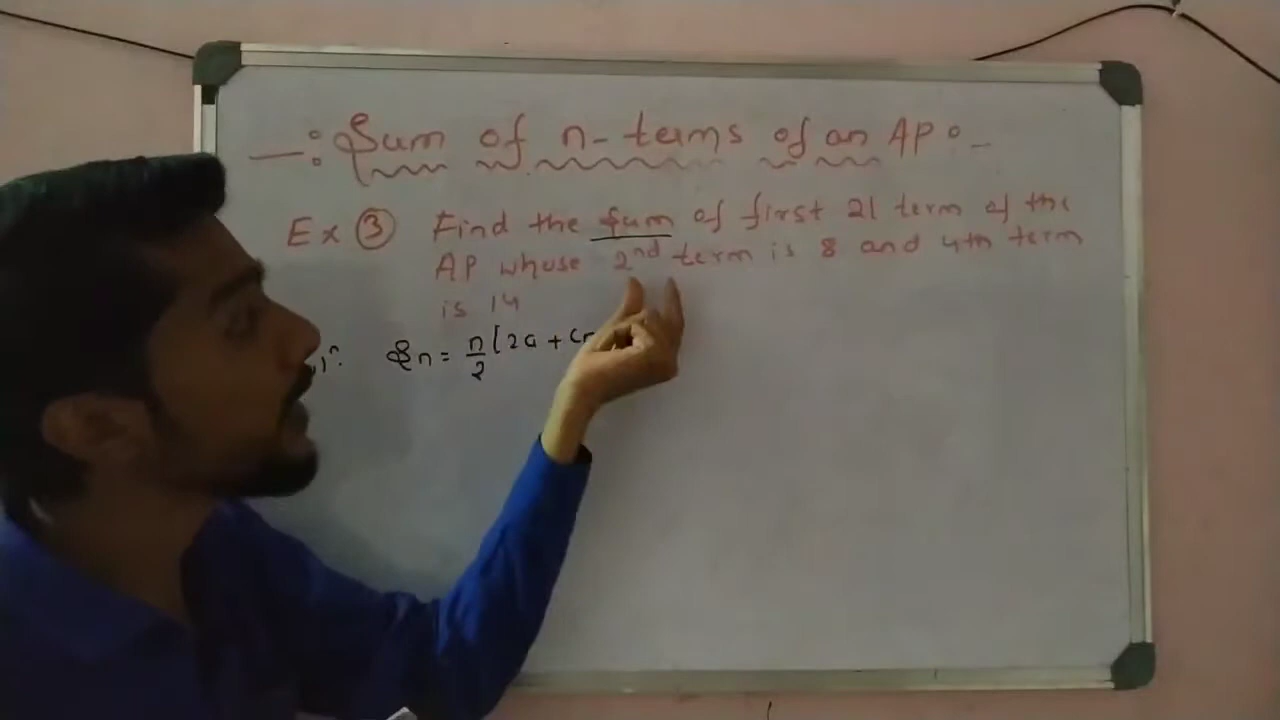 —: Sum of n- terms of an AP :-
Ex ③ Find the sum of first 21 term of the
AP whose 2nd term is 8 and 4th term
is 14
Sn = n/2 [2a + (n